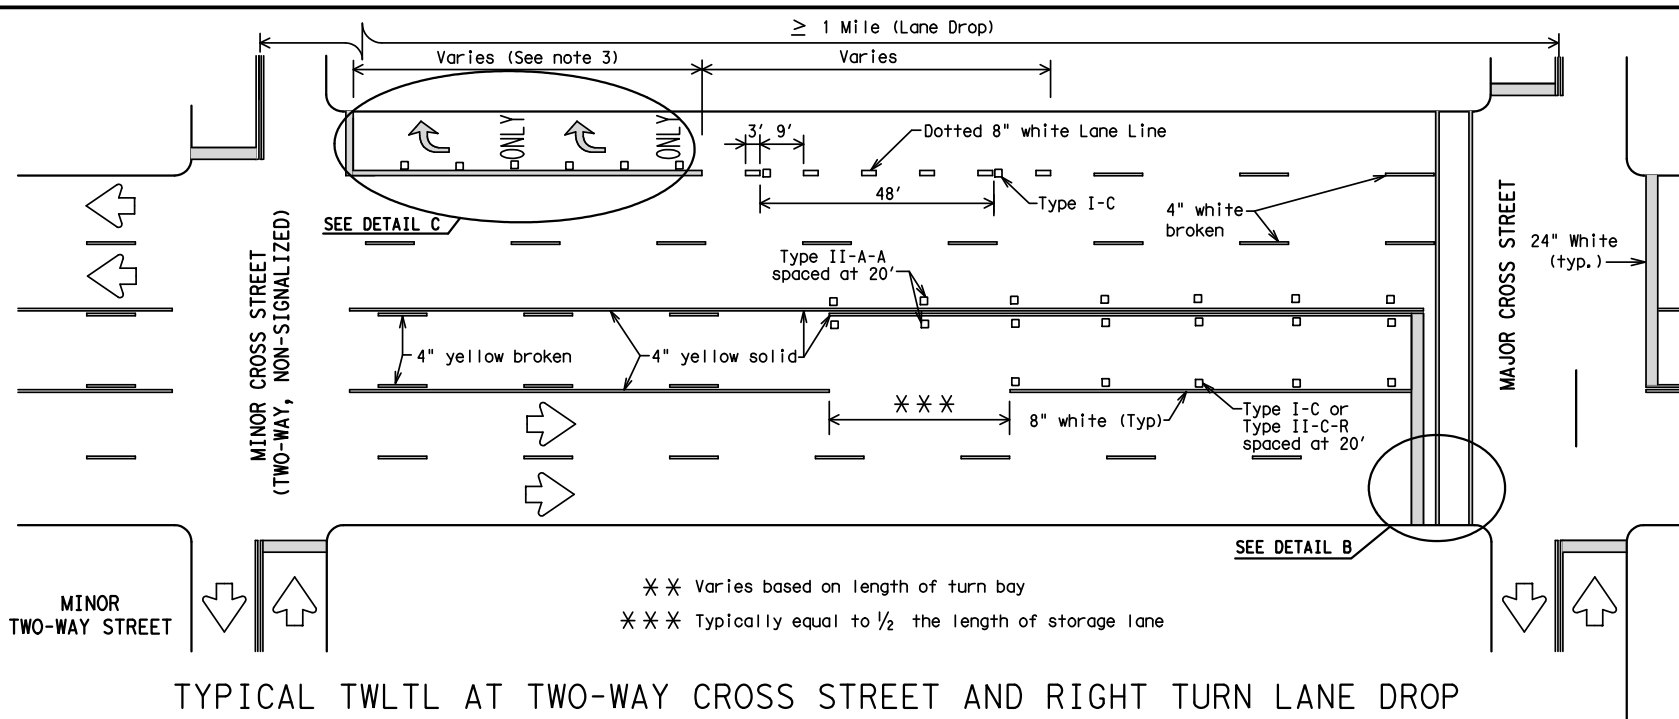 ≥ 1 Mile (Lane Drop)
Varies (See note 3)
Varies
ONLY
ONLY
3' 9'
Dotted 8" white Lane Line
48'
Type I-C
SEE DETAIL C
4" white
broken
MINOR CROSS STREET
(TWO-WAY, NON-SIGNALIZED)
Type II-A-A
spaced at 20'
MAJOR CROSS STREET
24" White
(typ.)
4" yellow broken
4" yellow solid
***
8" white (Typ)
Type I-C or
Type II-C-R
spaced at 20'
SEE DETAIL B
MINOR
TWO-WAY STREET
** Varies based on length of turn bay
*** Typically equal to ½ the length of storage lane
TYPICAL TWLTL AT TWO-WAY CROSS STREET AND RIGHT TURN LANE DROP